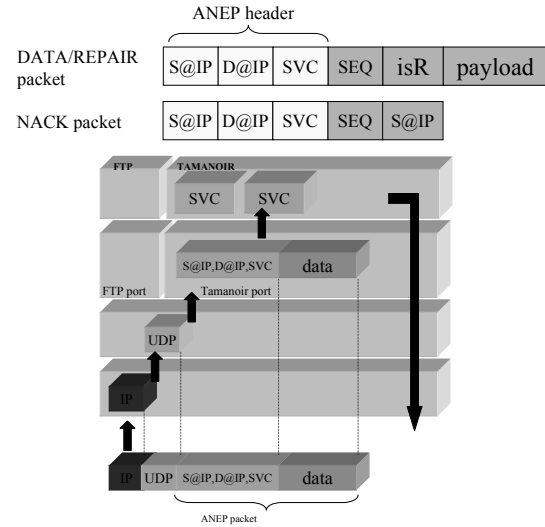 ANEP header
DATA/REPAIR packet
S@IP D@IP SVC SEQ isR payload
NACK packet
S@IP D@IP SVC SEQ S@IP
FTP TAMANOIR
SVC SVC
S@IP,D@IP,SVC data
FTP port Tamanoir port
UDP
IP
IP UDP S@IP,D@IP,SVC data
ANEP packet